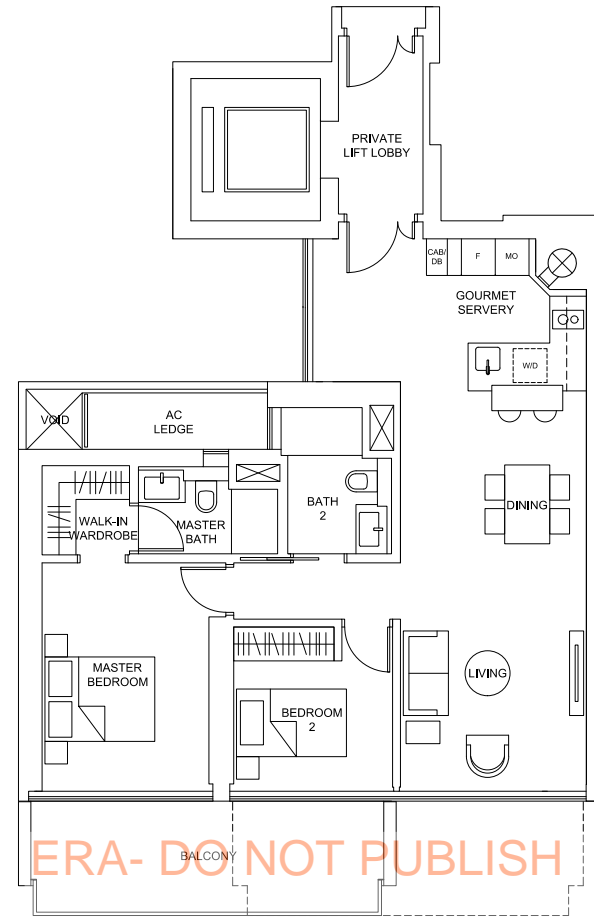 PRIVATE
LIFT LOBBY
CAB/
DB
F
MO
GOURMET
SERVERY
W/D
VOID
AC
LEDGE
BATH
2
DINING
WALK-IN
WARDROBE
MASTER
BATH
MASTER
BEDROOM
LIVING
BEDROOM
2
BALCONY
ERA- DO NOT PUBLISH